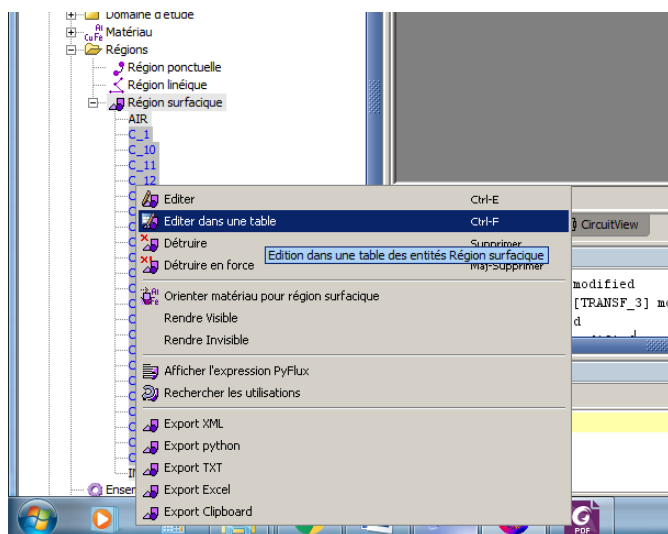 Domaine d'étude
Matériau
Régions
Région ponctuelle
Région linéique
Région surfacique
AIR
C_1
C_10
C_11
C_12
Editer Ctrl-E
Editer dans une table Ctrl-F
Détruire Supprimer
Edition dans une table des entités Région surfacique
Détruire en force Maj-Supprimer
Orienter matériau pour région surfacique
Rendre Visible
Rendre Invisible
Afficher l'expression PyFlux
Rechercher les utilisations
Export XML
Export python
Export TXT
Export Excel
Export Clipboard
Enser
CircuitView
modified
[TRANSF_3] mo
d
PDF